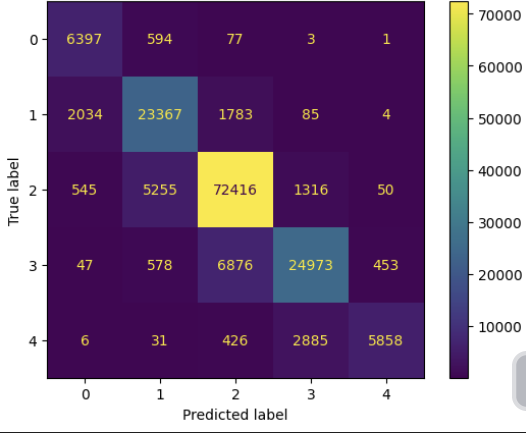 70000
0 6397 594 77 3 1
60000
1 2034 23367 1783 85 4
50000
True label
2 545 5255 72416 1316 50
40000
30000
3 47 578 6876 24973 453
20000
10000
4 6 31 426 2885 5858
0 1 2 3 4
Predicted label